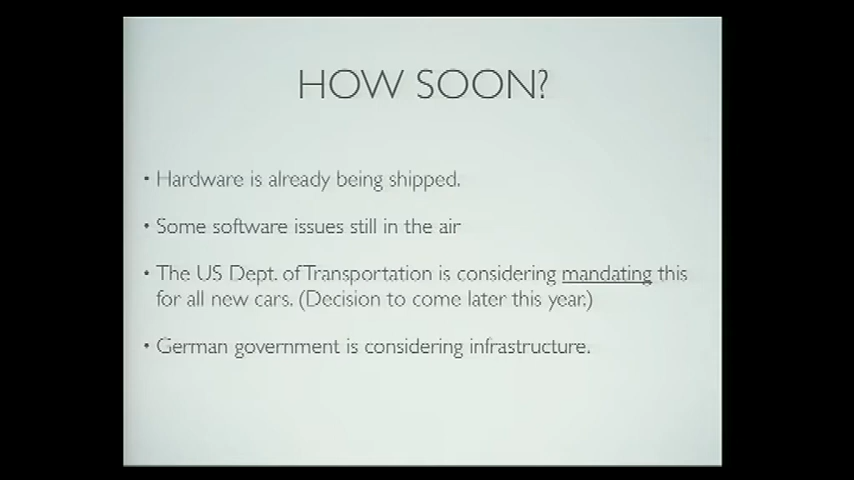 HOW SOON?
• Hardware is already being shipped.
• Some software issues still in the air
• The US Dept. of Transportation is considering mandating this
for all new cars. (Decision to come later this year.)
• German government is considering infrastructure.